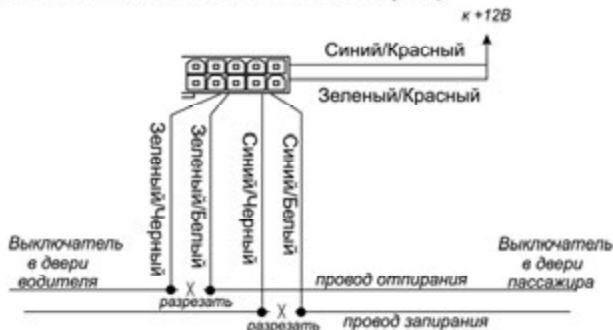 к +12В
Синий/Красный
Зеленый/Красный
Зеленый/Черный
Зеленый/Белый
Синий/Черный
Синий/Белый
Выключатель
в двери
водителя
Выключатель
в двери
пассажира
провод отпирания
разрезать
разрезать
провод запирания